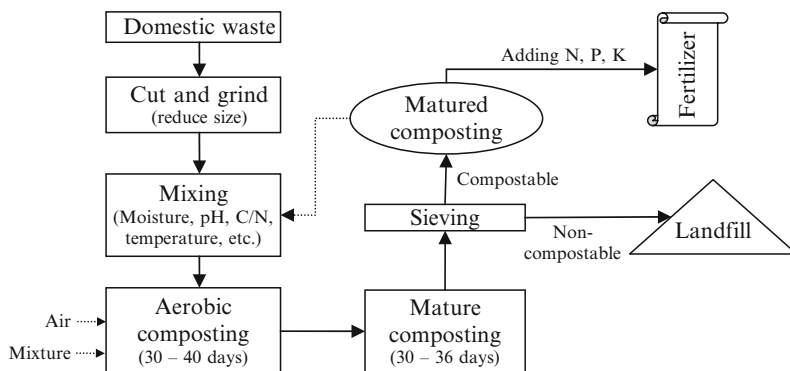 Domestic waste
Cut and grind
(reduce size)
Mixing
(Moisture, pH, C/N,
temperature, etc.)
Air
Mixture
Aerobic
composting
(30 – 40 days)
Mature
composting
(30 – 36 days)
Sieving
Compostable
Non-
compostable
Landfill
Matured
composting
Adding N, P, K
Fertilizer